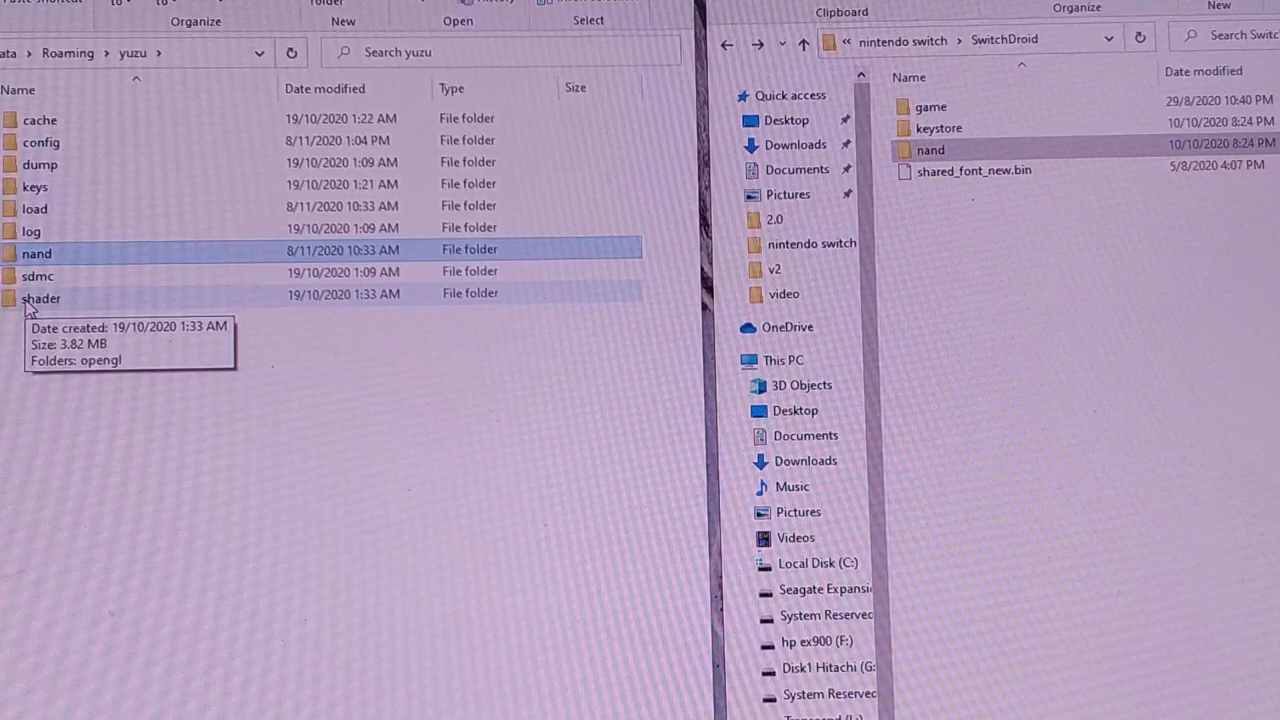 Organize
New
Open
Select
ata > Roaming > yuzu >
Search yuzu
Name
Date modified
Type
Size
cache 19/10/2020 1:22 AM File folder
config 8/11/2020 1:04 PM File folder
dump 19/10/2020 1:09 AM File folder
keys 19/10/2020 1:21 AM File folder
load 8/11/2020 10:33 AM File folder
log 19/10/2020 1:09 AM File folder
nand 8/11/2020 10:33 AM File folder
sdmc 19/10/2020 1:09 AM File folder
shader 19/10/2020 1:33 AM File folder
Date created: 19/10/2020 1:33 AM
Size: 3.82 MB
Folders: opengl
Clipboard
Organize
New
« nintendo switch > SwitchDroid
Search Switc
Quick access
Desktop
Downloads
Documents
Pictures
2.0
nintendo switch
v2
video
OneDrive
This PC
3D Objects
Desktop
Documents
Downloads
Music
Pictures
Videos
Local Disk (C:)
Seagate Expansi
System Reserved
hp ex900 (F:)
Disk1 Hitachi (G:
System Reserved
Name
Date modified
game 29/8/2020 10:40 PM
keystore 10/10/2020 8:24 PM
nand 10/10/2020 8:24 PM
shared_font_new.bin 5/8/2020 4:07 PM